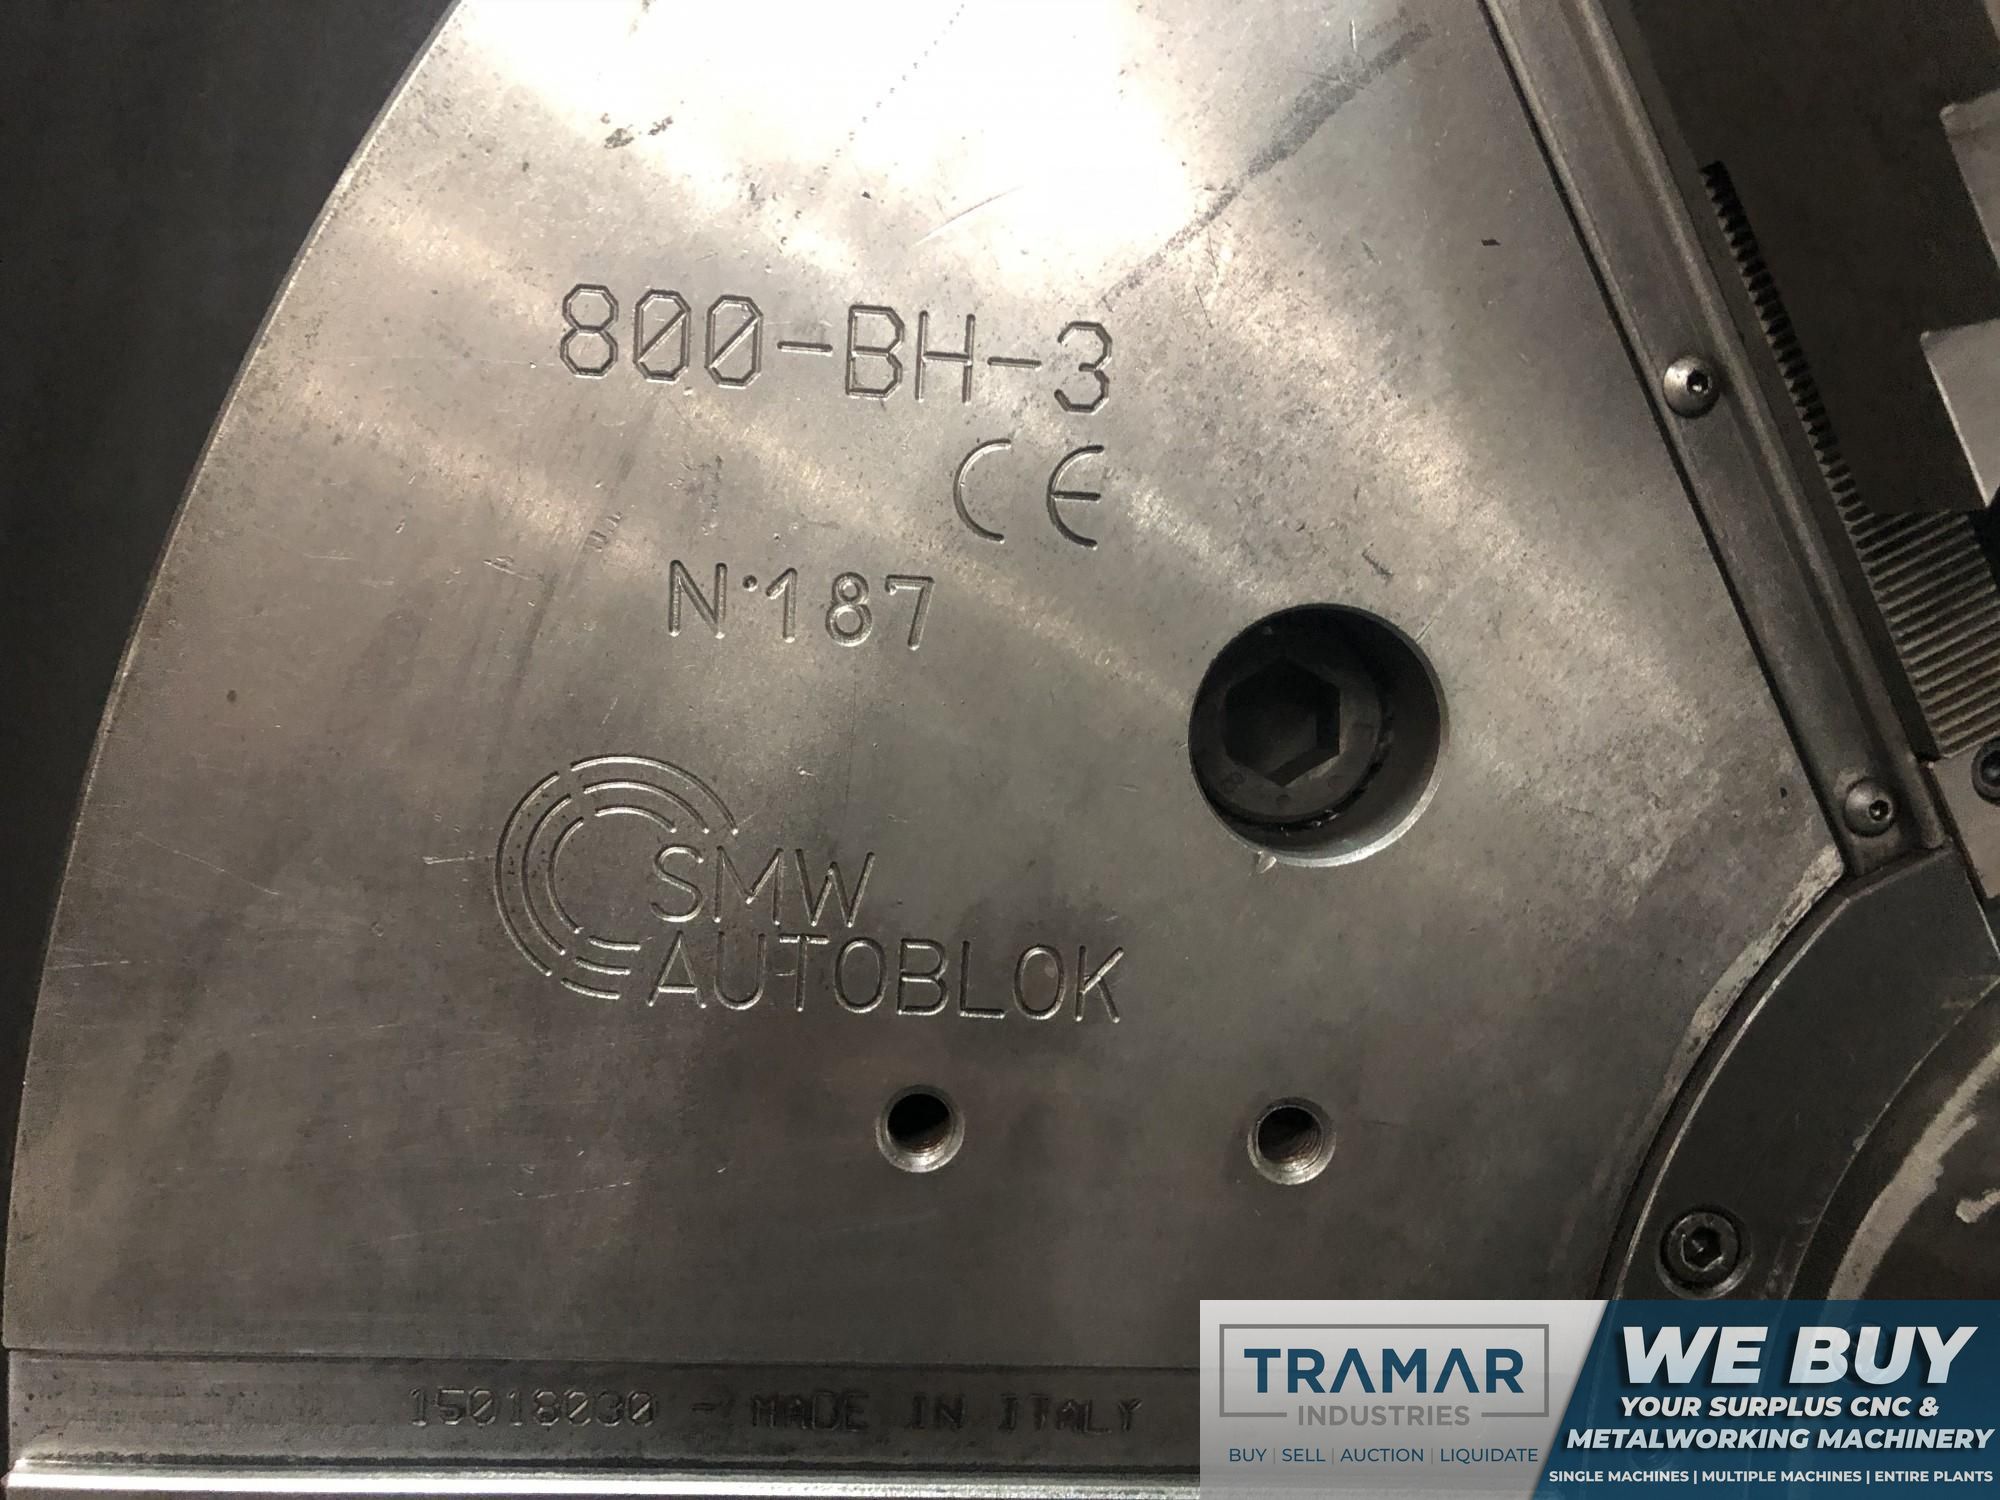 800-BH-3
CE
N°187
SMW
AUTOBLOK
15018030 - MADE IN ITALY
TRAMAR
INDUSTRIES
BUY | SELL | AUCTION | LIQUIDATE
WE BUY
YOUR SURPLUS CNC &
METALWORKING MACHINERY
SINGLE MACHINES | MULTIPLE MACHINES | ENTIRE PLANTS